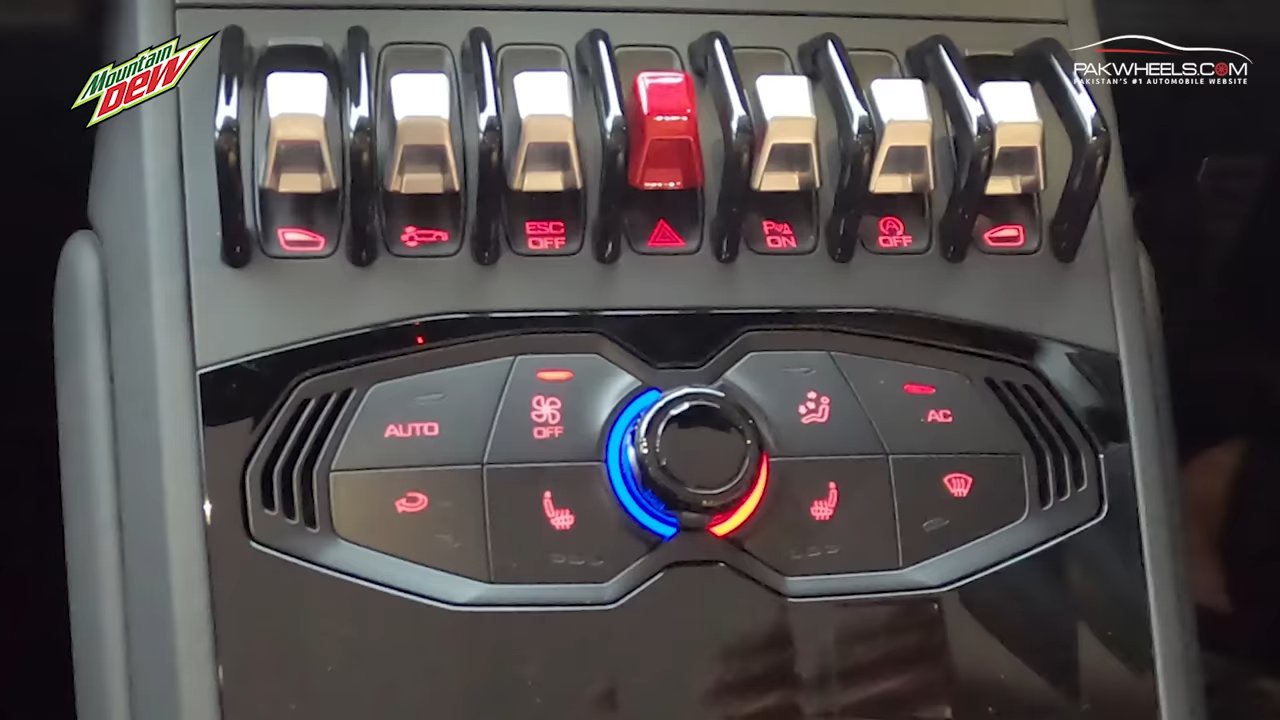 Mountain
DEW
PAKWHEELS.COM
PAKISTAN'S #1 AUTOMOBILE WEBSITE
ESC
OFF
P
ON
A
OFF
AUTO
OFF
AC